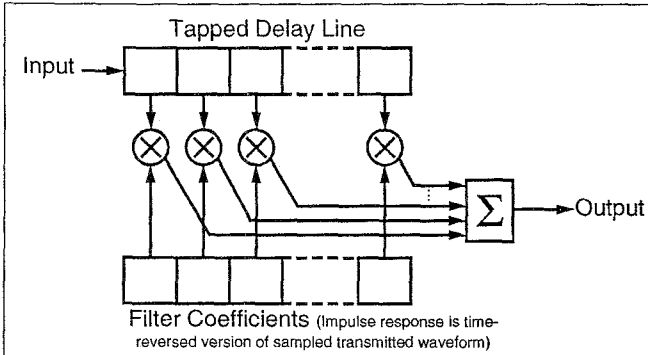 Tapped Delay Line
Input
Σ
Output
Filter Coefficients (Impulse response is time-
reversed version of sampled transmitted waveform)